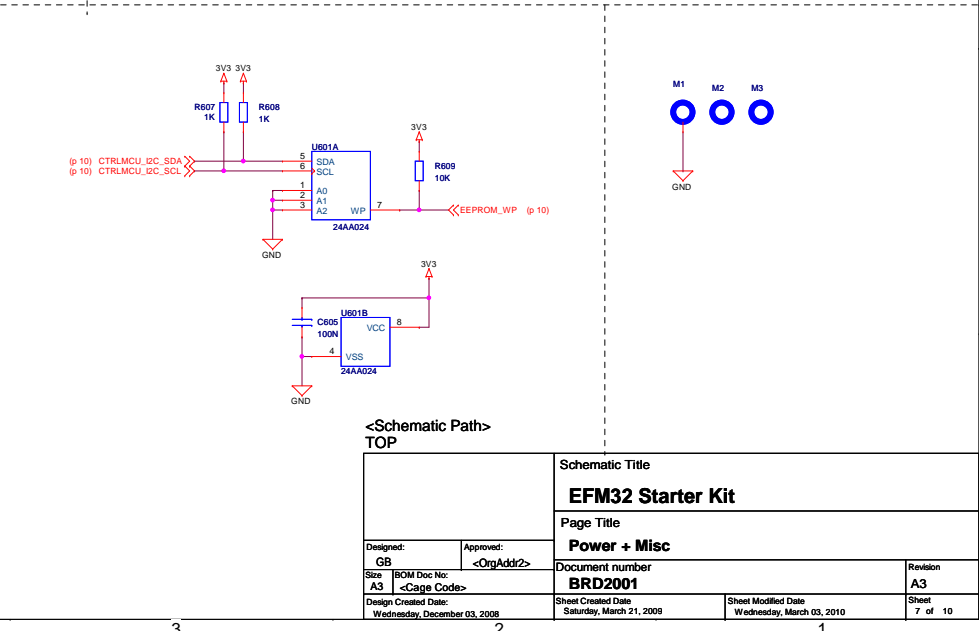 3V3 3V3
R607 1K
R608 1K
3V3
R609
10K
U601A
(p 10) CTRLMCU_I2C_SDA
(p 10) CTRLMCU_I2C_SCL
5 SDA
6 SCL
1 A0
2 A1
3 A2
WP 7
EEPROM_WP (p 10)
24AA024
GND
M1 M2 M3
GND
3V3
U601B
C605
100N
VCC 8
4 VSS
24AA024
GND
<Schematic Path>
TOP
Schematic Title
EFM32 Starter Kit
Page Title
Power + Misc
Designed:
GB
Approved:
<OrgAddr2>
Document number
BRD2001
Revision
A3
Size
A3
BOM Doc No:
<Cage Code>
Design Created Date:
Wednesday, December 03, 2008
Sheet Created Date
Saturday, March 21, 2009
Sheet Modified Date
Wednesday, March 03, 2010
Sheet
7 of 10
3 2 1